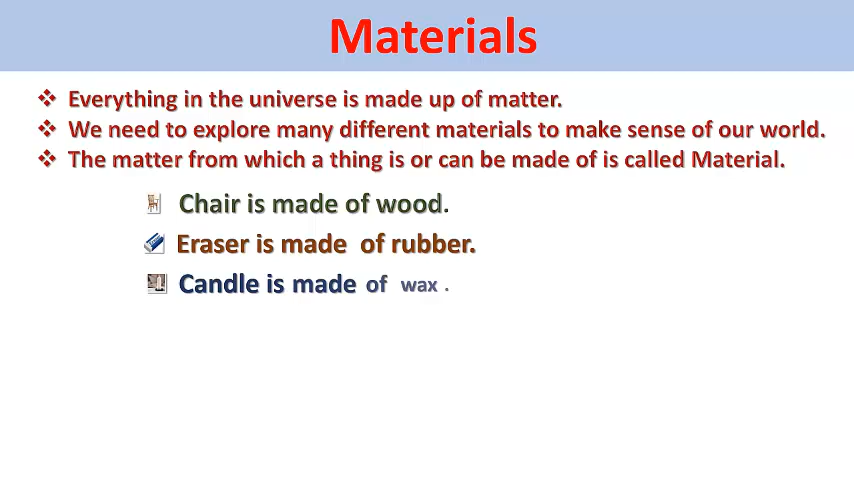 Materials
Everything in the universe is made up of matter.
We need to explore many different materials to make sense of our world.
The matter from which a thing is or can be made of is called Material.
Chair is made of wood.
Eraser is made of rubber.
Candle is made of wax .